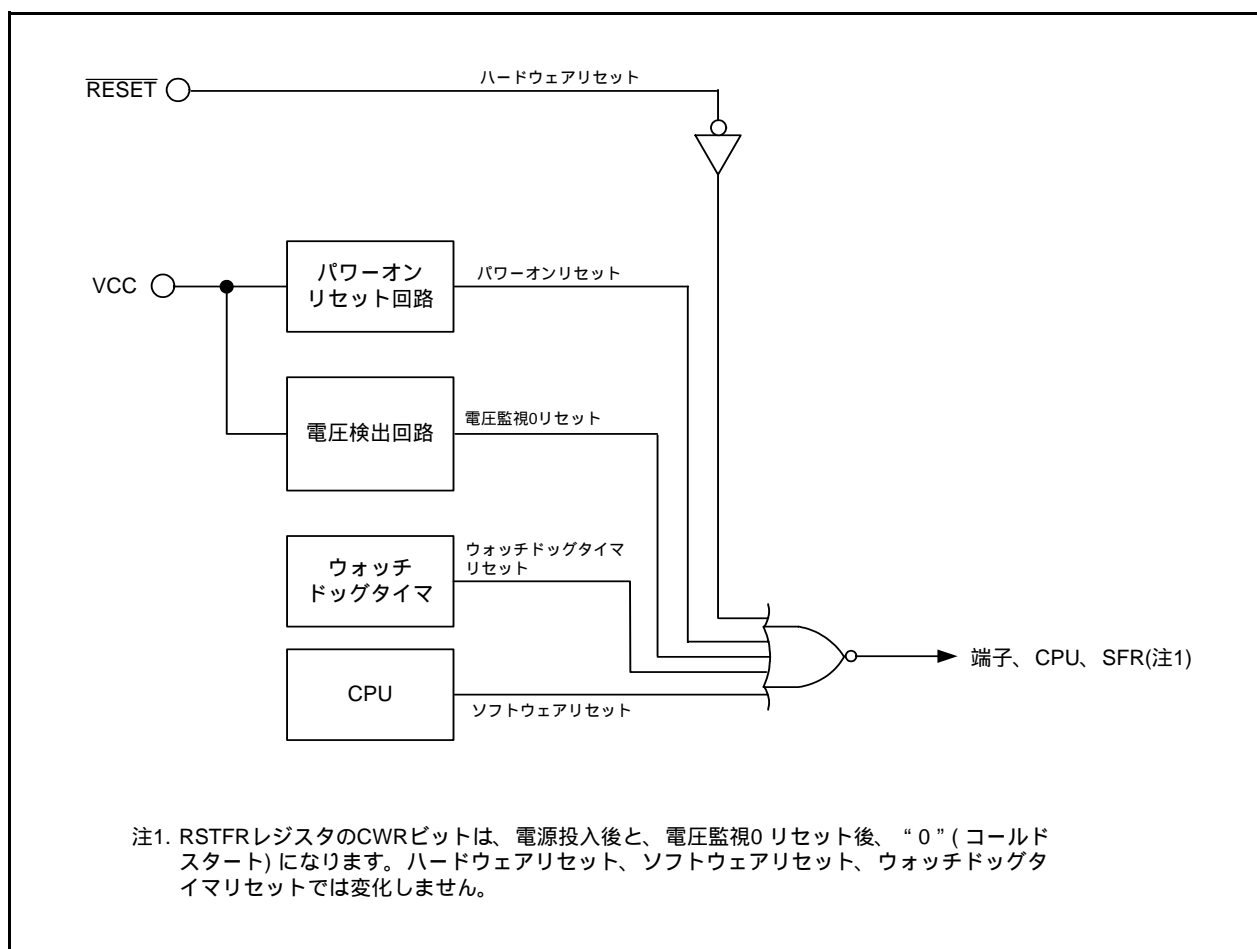 RESET
ハードウェアリセット
VCC
パワーオン
リセット回路
パワーオンリセット
電圧検出回路
電圧監視0リセット
ウォッチ
ドッグタイマ
ウォッチドッグタイマ
リセット
CPU
ソフトウェアリセット
端子、CPU、SFR(注1)
注1. RSTFRレジスタのCWRビットは、電源投入後と、電圧監視0 リセット後、 “ 0 ” ( コールド
スタート) になります。ハードウェアリセット、ソフトウェアリセット、ウォッチドッグタ
イマリセットでは変化しません。